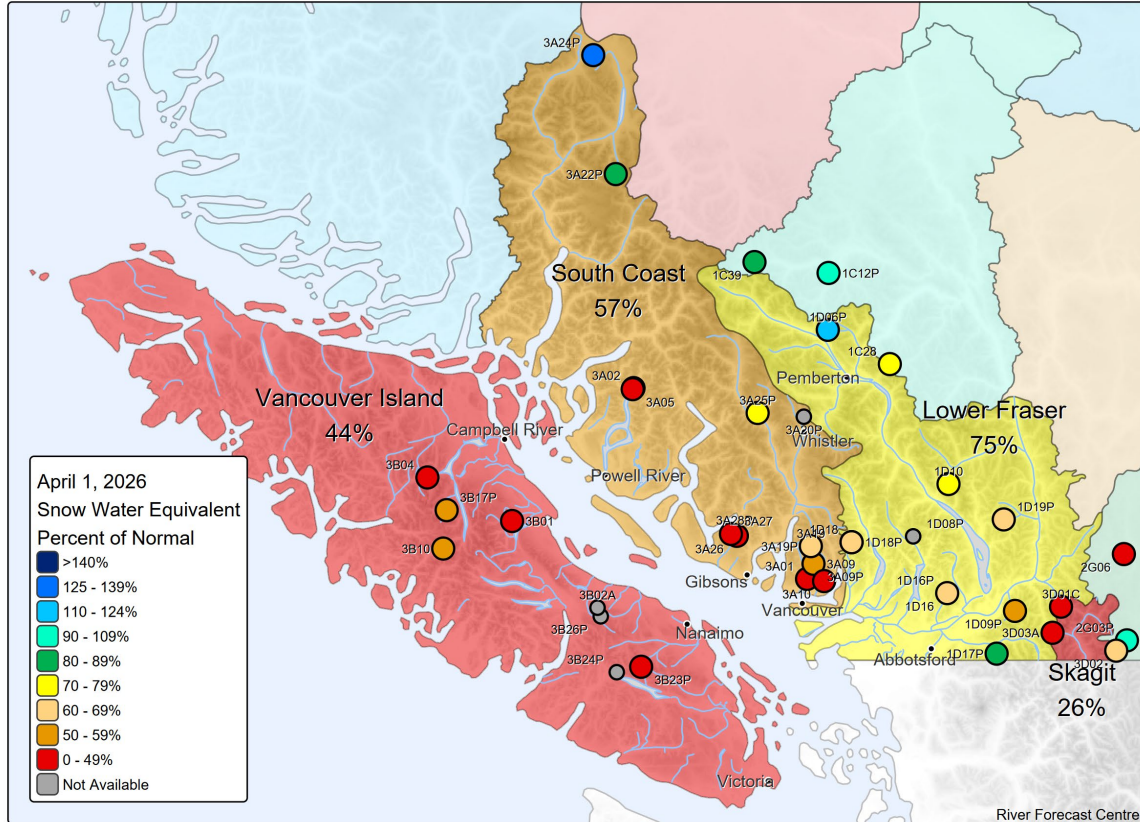 3A24P
3A22P
South Coast
57%
1C39
1C12P
1D06P
1C28
Pemberton
3A02
3A05
3A25P
3A20P
Whistler
Vancouver Island
44%
Campbell River
Lower Fraser
75%
Powell River
3B04
3B17P
3B01
3B10
1D10
1D19P
1D08P
3A28P
3A27
3A26
1D18
3A19
3A19P
1D18P
3A01
3A09
3A09P
3A10
Gibsons
Vancouver
2G06
1D16P
1D16
3D01C
1D09P
3D03A
2G03P
1D17P
3D02
Abbotsford
Skagit
26%
3B02A
3B26P
Nanaimo
3B24P
3B23P
Victoria
April 1, 2026
Snow Water Equivalent
Percent of Normal
>140%
125 - 139%
110 - 124%
90 - 109%
80 - 89%
70 - 79%
60 - 69%
50 - 59%
0 - 49%
Not Available
River Forecast Centre